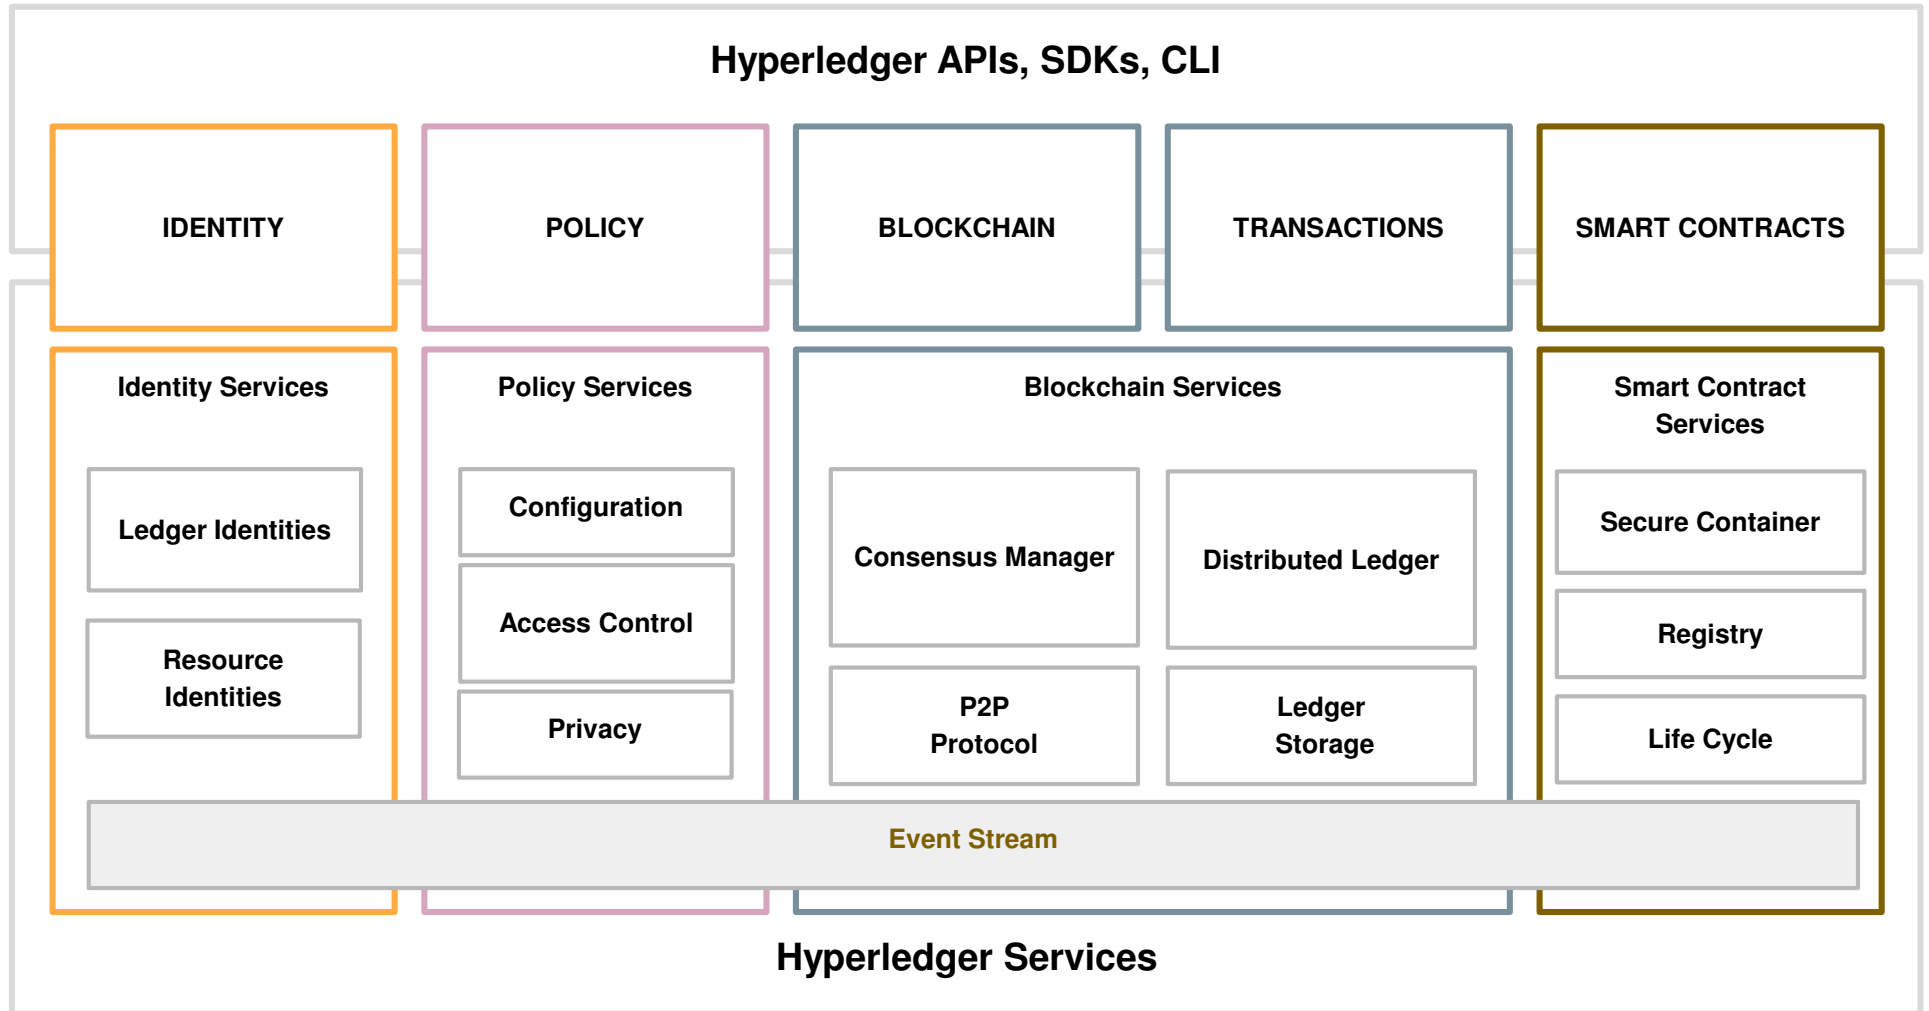 Hyperledger APIs, SDKs, CLI
IDENTITY
POLICY
BLOCKCHAIN
TRANSACTIONS
SMART CONTRACTS
Identity Services
Ledger Identities
Resource
Identities
Policy Services
Configuration
Access Control
Privacy
Blockchain Services
Consensus Manager
Distributed Ledger
P2P
Protocol
Ledger
Storage
Smart Contract
Services
Secure Container
Registry
Life Cycle
Event Stream
Hyperledger Services